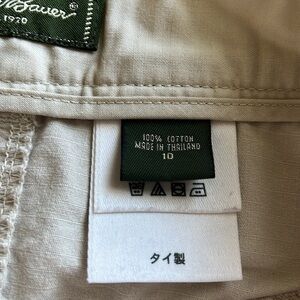 Bauer®
1920
100% COTTON
MADE IN THAILAND
10
タイ製